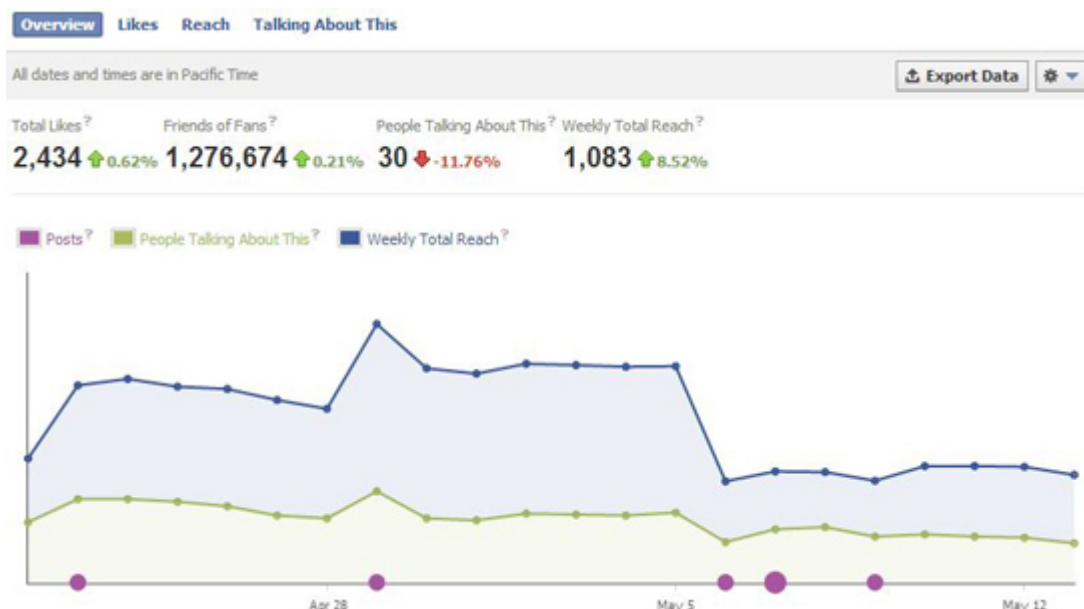 Overview Likes Reach Talking About This
All dates and times are in Pacific Time Export Data
Total Likes? Friends of Fans? People Talking About This? Weekly Total Reach?
2,434 0.62% 1,276,674 0.21% 30 -11.76% 1,083 8.52%
Posts? People Talking About This? Weekly Total Reach?
Apr 28 May 5 May 12